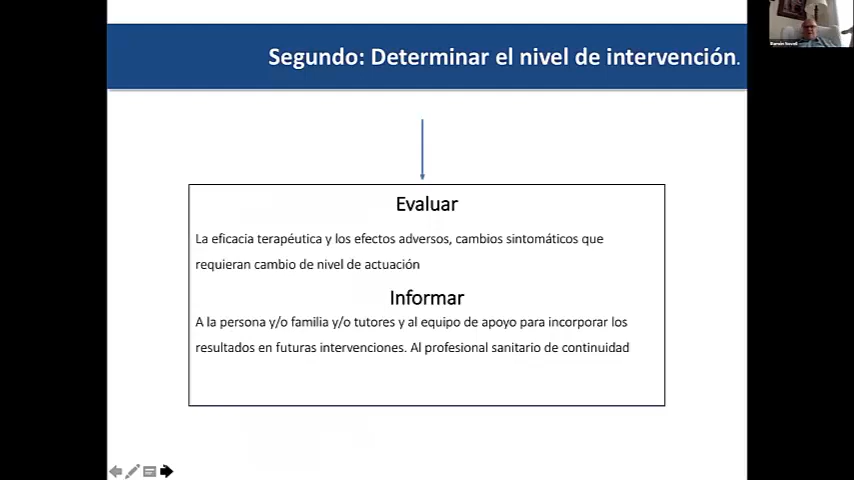 Segundo: Determinar el nivel de intervención.
Evaluar
La eficacia terapéutica y los efectos adversos, cambios sintomáticos que
requieran cambio de nivel de actuación
Informar
A la persona y/o familia y/o tutores y al equipo de apoyo para incorporar los
resultados en futuras intervenciones. Al profesional sanitario de continuidad